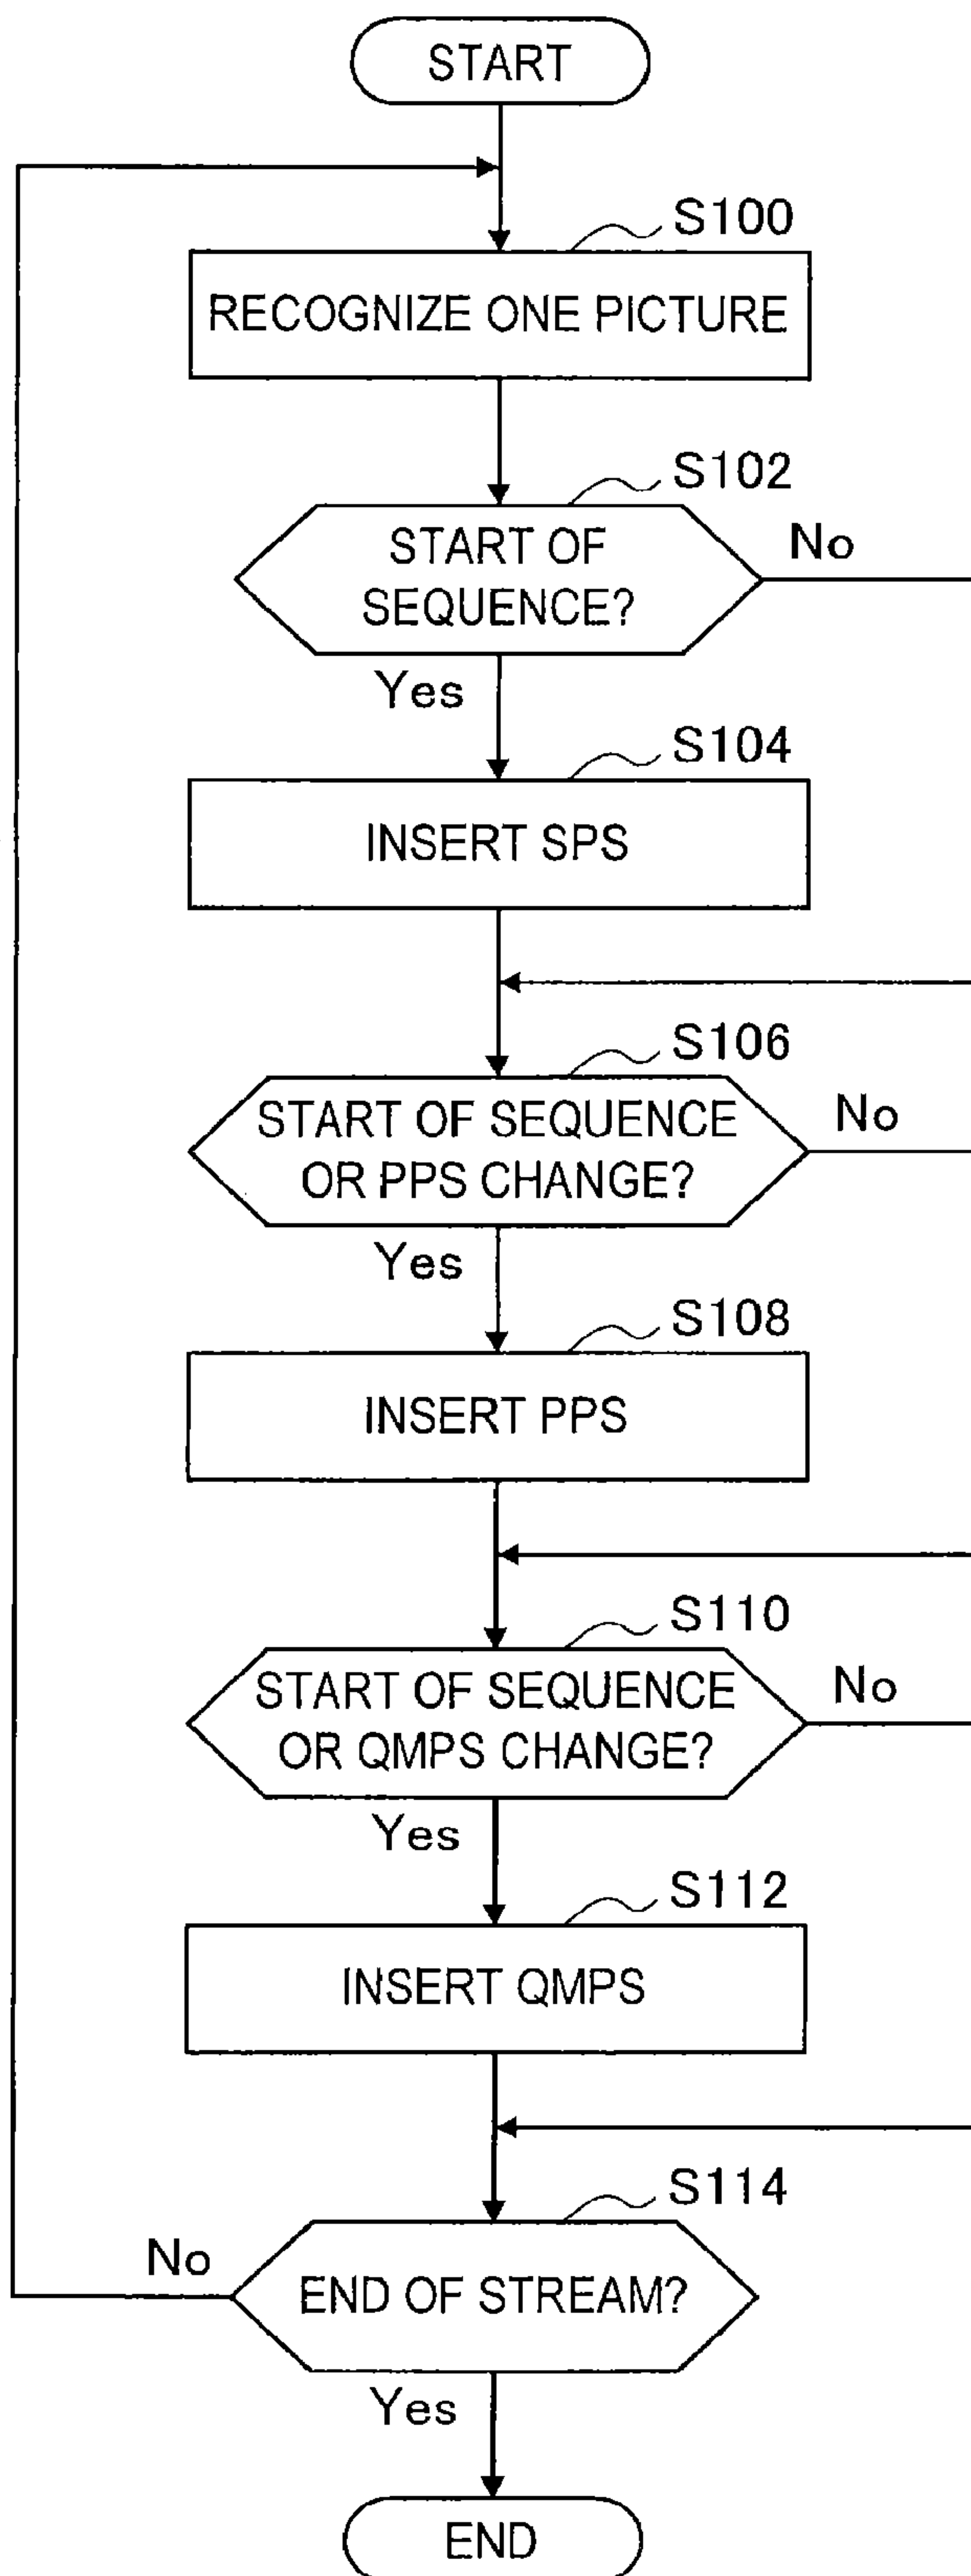 START
S100
RECOGNIZE ONE PICTURE
S102
START OF
SEQUENCE?
No
Yes
S104
INSERT SPS
S106
START OF SEQUENCE
OR PPS CHANGE?
No
Yes
S108
INSERT PPS
S110
START OF SEQUENCE
OR QMPS CHANGE?
No
Yes
S112
INSERT QMPS
S114
No
END OF STREAM?
Yes
END